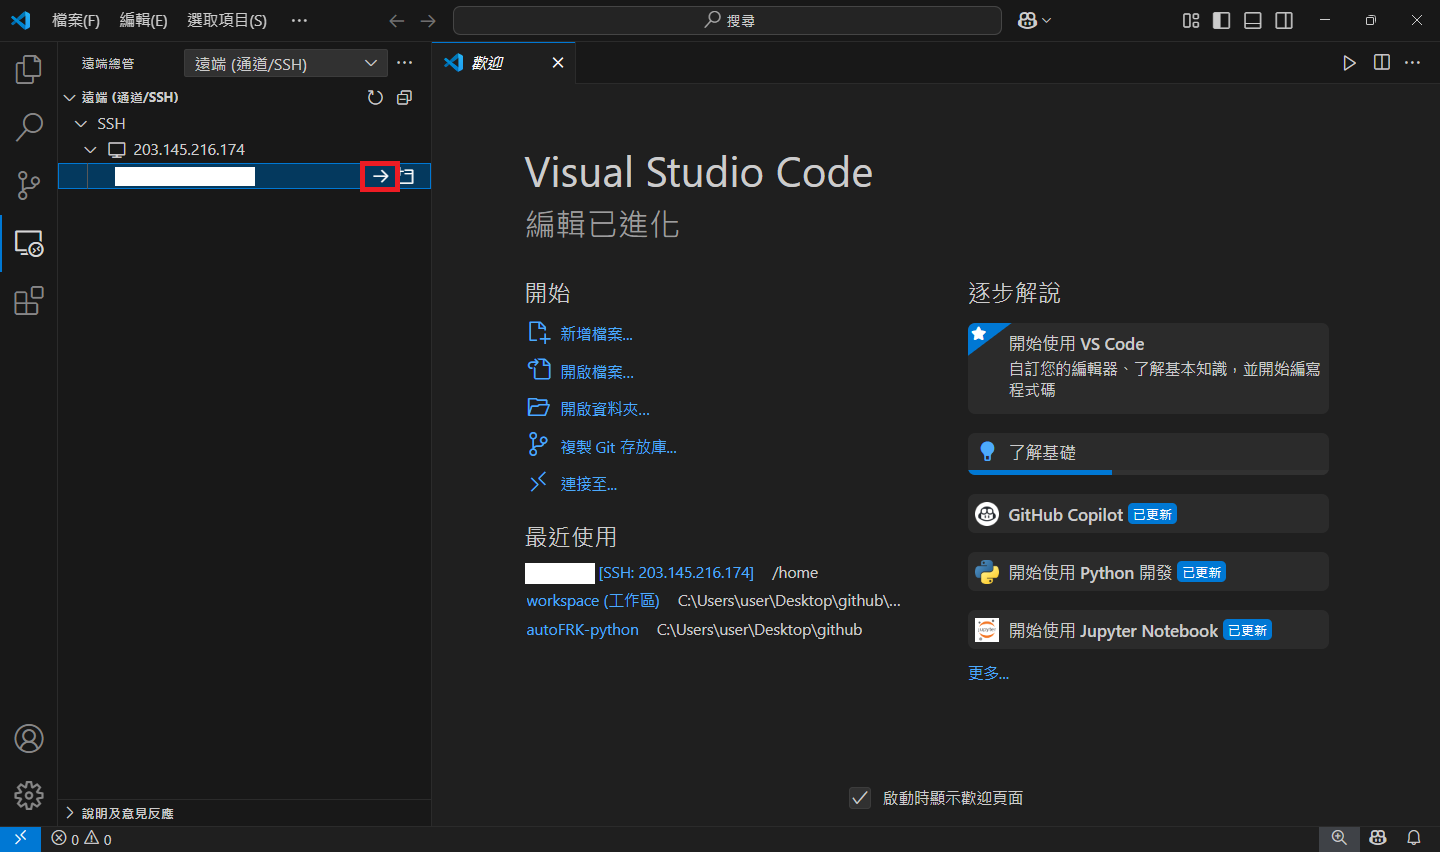 檔案(F) 編輯(E) 選取項目(S) ···
搜尋
遠端總管
遠端 (通道/SSH)
遠端 (通道/SSH)
SSH
203.145.216.174
歡迎
Visual Studio Code
編輯已進化
開始
新增檔案...
開啟檔案...
開啟資料夾...
複製 Git 存放庫...
連接至...
最近使用
[SSH: 203.145.216.174] /home
workspace (工作區) C:\Users\user\Desktop\github\...
autoFRK-python C:\Users\user\Desktop\github
逐步解說
開始使用 VS Code
自訂您的編輯器、了解基本知識，並開始編寫
程式碼
了解基礎
GitHub Copilot 已更新
開始使用 Python 開發 已更新
jupyter
開始使用 Jupyter Notebook 已更新
更多...
啟動時顯示歡迎頁面
說明及意見反應
0 0